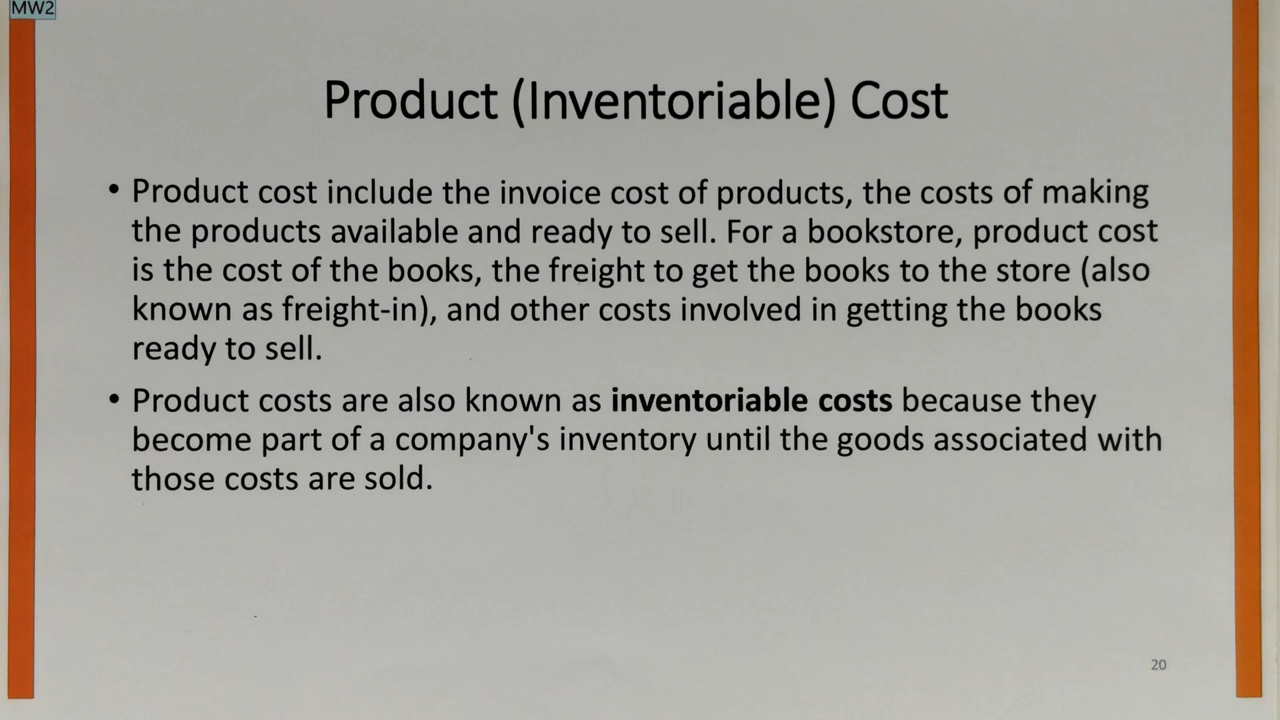 MW2
Product (Inventoriable) Cost
• Product cost include the invoice cost of products, the costs of making
the products available and ready to sell. For a bookstore, product cost
is the cost of the books, the freight to get the books to the store (also
known as freight-in), and other costs involved in getting the books
ready to sell.
• Product costs are also known as inventoriable costs because they
become part of a company's inventory until the goods associated with
those costs are sold.
20